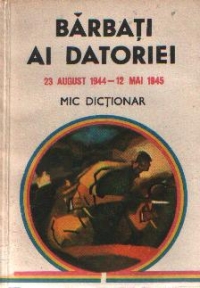 BĂRBAȚI
AI DATORIEI
23 AUGUST 1944–12 MAI 1945
MIC DICȚIONAR